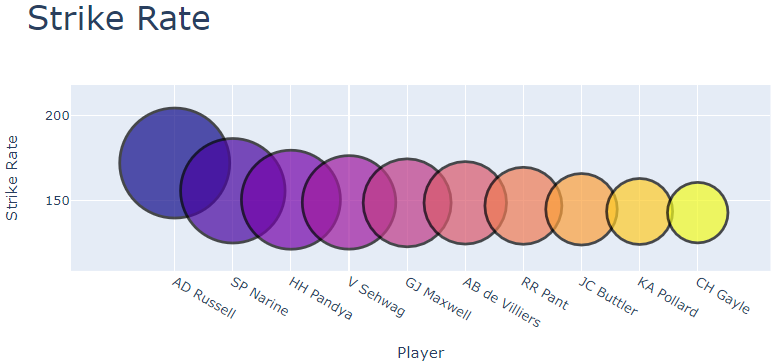 Strike Rate
200
150
Strike Rate
AD Russell
SP Narine
HH Pandya
V Sehwag
GJ Maxwell
AB de Villiers
RR Pant
JC Buttler
KA Pollard
CH Gayle
Player